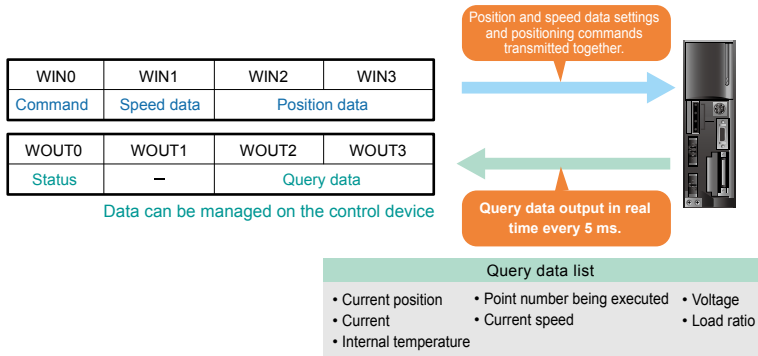 Position and speed data settings
and positioning commands
transmitted together.
WIN0 WIN1 WIN2 WIN3
Command Speed data Position data
WOUT0 WOUT1 WOUT2 WOUT3
Status – Query data
Data can be managed on the control device
Query data output in real
time every 5 ms.
Query data list
• Current position • Point number being executed • Voltage
• Current • Current speed • Load ratio
• Internal temperature